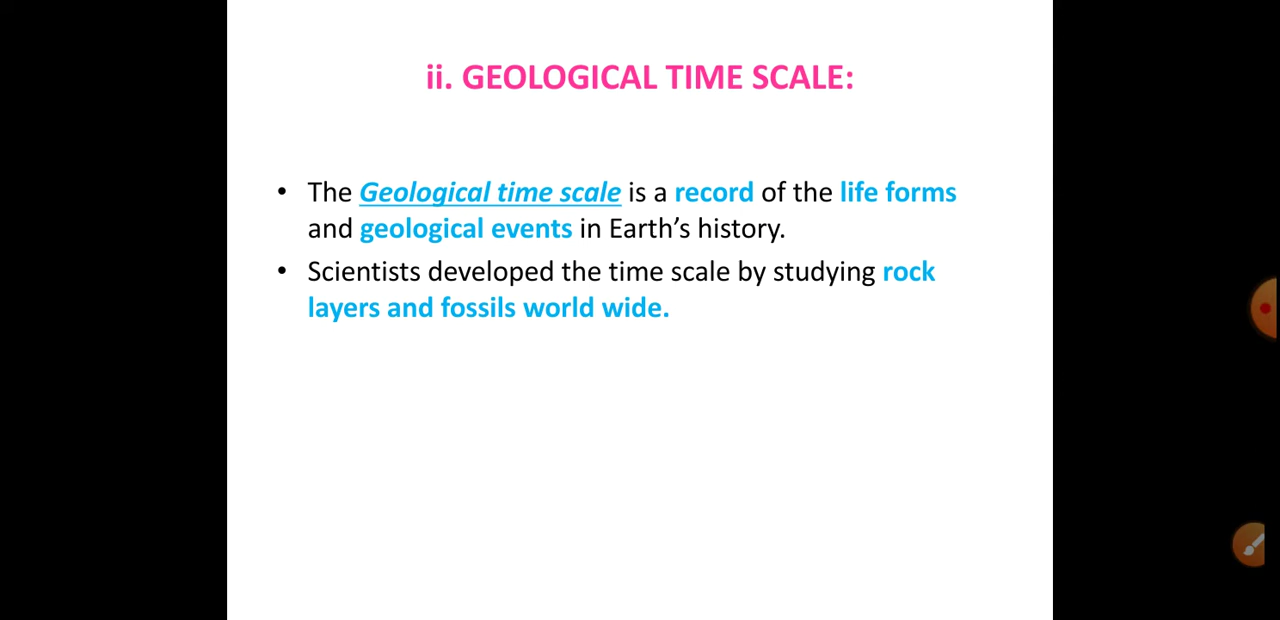 ii. GEOLOGICAL TIME SCALE:
• The Geological time scale is a record of the life forms
and geological events in Earth’s history.
• Scientists developed the time scale by studying rock
layers and fossils world wide.